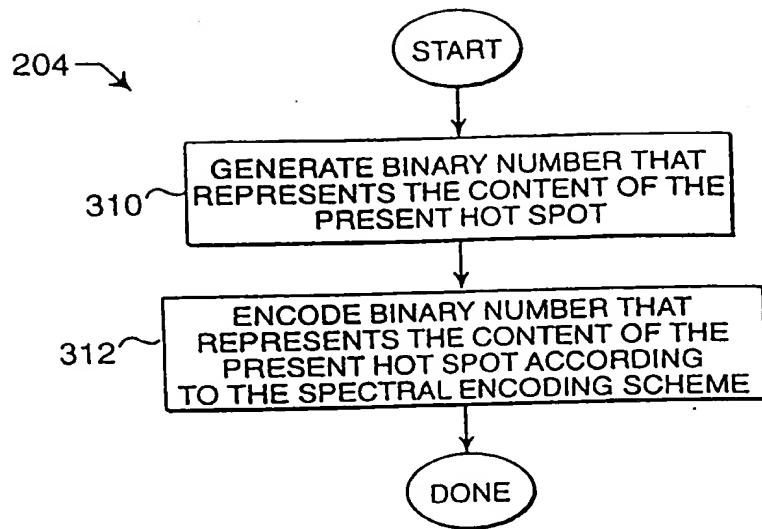 204
START
310
GENERATE BINARY NUMBER THAT
REPRESENTS THE CONTENT OF THE
PRESENT HOT SPOT
312
ENCODE BINARY NUMBER THAT
REPRESENTS THE CONTENT OF THE
PRESENT HOT SPOT ACCORDING
TO THE SPECTRAL ENCODING SCHEME
DONE